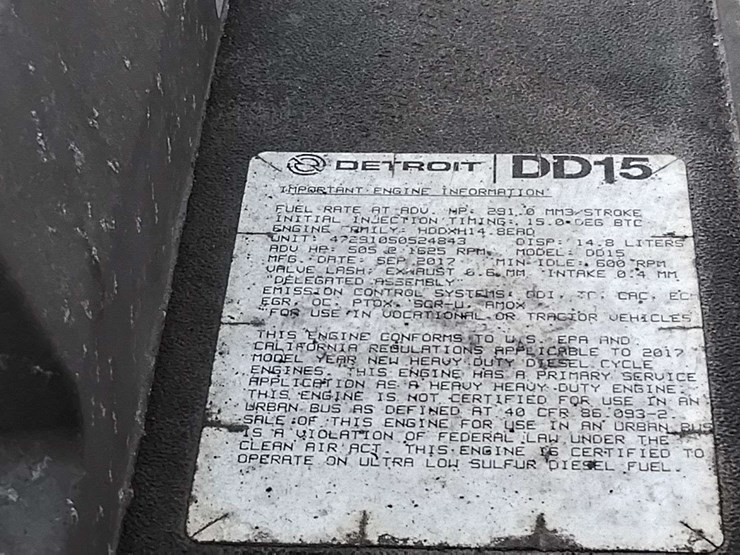 DETROIT DD15
IMPORTANT ENGINE INFORMATION
FUEL RATE AT ADV. HP: 291.0 MM3/STROKE
INITIAL INJECTION TIMING: 15.0 DEG BTC
ENGINE FAMILY: HDDXH14.8EAD
UNIT: 47291050524843 DISP: 14.8 LITERS
ADV HP: 505 @ 1625 RPM MODEL: DD15
MFG. DATE: SEP 2017 MIN IDLE: 600 RPM
VALVE LASH: EXHAUST 0.6 MM INTAKE 0.4 MM
DELEGATED ASSEMBLY
EMISSION CONTROL SYSTEMS: DDI, TC, CAC, EC
EGR, OC, PTOX, SCR-U, AMOX
FOR USE IN VOCATIONAL OR TRACTOR VEHICLES
THIS ENGINE CONFORMS TO U.S. EPA AND
CALIFORNIA REGULATIONS APPLICABLE TO 2017
MODEL YEAR NEW HEAVY DUTY DIESEL CYCLE
ENGINES. THIS ENGINE HAS A PRIMARY SERVICE
APPLICATION AS A HEAVY HEAVY-DUTY ENGINE.
THIS ENGINE IS NOT CERTIFIED FOR USE IN AN
URBAN BUS AS DEFINED AT 40 CFR 86.093-2.
SALE OF THIS ENGINE FOR USE IN AN URBAN BUS
IS A VIOLATION OF FEDERAL LAW UNDER THE
CLEAN AIR ACT. THIS ENGINE IS CERTIFIED TO
OPERATE ON ULTRA LOW SULFUR DIESEL FUEL.